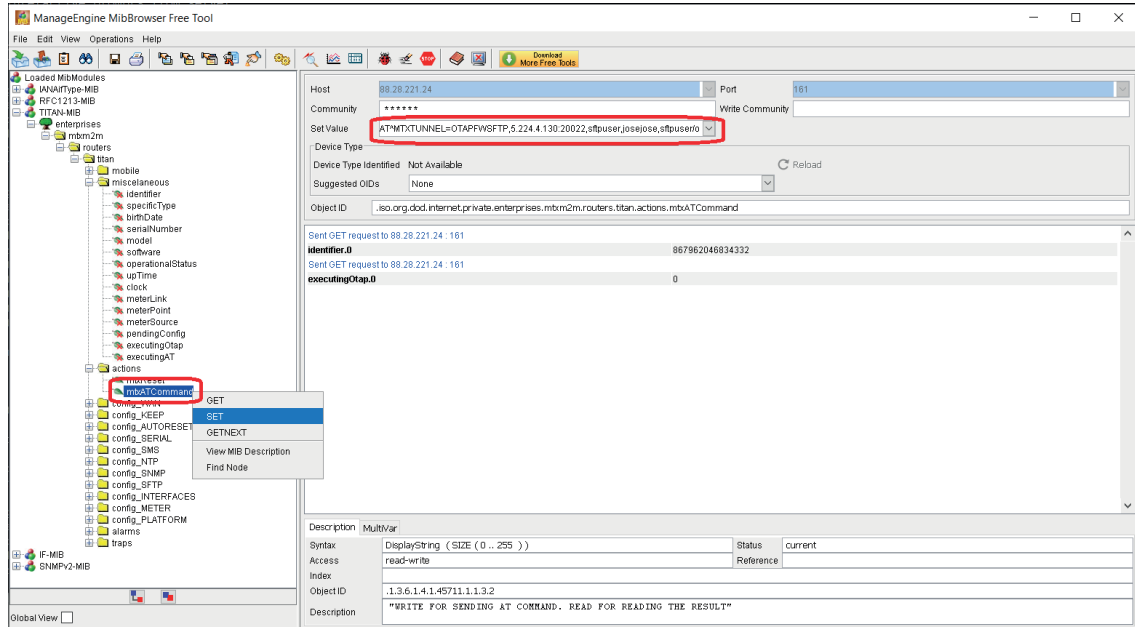 ManageEngine MibBrowser Free Tool
File Edit View Operations Help
STOP
Download
More Free Tools
Loaded MibModules
IANAifType-MIB
RFC1213-MIB
TITAN-MIB
enterprises
mtxm2m
routers
titan
mobile
miscelaneous
identifier
specificType
birthDate
serialNumber
model
software
operationalStatus
upTime
clock
meterLink
meterPoint
meterSource
pendingConfig
executingOtap
executingAT
actions
mtxReset
mtxATCommand
config_WAN
config_KEEP
config_AUTORESET
config_SERIAL
config_SMS
config_NTP
config_SNMP
config_SFTP
config_INTERFACES
config_METER
config_PLATFORM
alarms
traps
IF-MIB
SNMPv2-MIB
Global View
GET
SET
GETNEXT
View MIB Description
Find Node
Host 88.28.221.24 Port 161
Community ****** Write Community
Set Value AT^MTXTUNNEL=OTAPFWSFTP,5.224.4.130:20022,sftpuser,josejose,sftpuser/o
Device Type
Device Type Identified Not Available Reload
Suggested OIDs None
Object ID .iso.org.dod.internet.private.enterprises.mtxm2m.routers.titan.actions.mtxATCommand
Sent GET request to 88.28.221.24 : 161
identifier.0 867962046834332
Sent GET request to 88.28.221.24 : 161
executingOtap.0 0
Description MultiVar
Syntax DisplayString ( SIZE ( 0 .. 255 ) ) Status current
Access read-write Reference
Index
Object ID .1.3.6.1.4.1.45711.1.1.3.2
Description "WRITE FOR SENDING AT COMMAND. READ FOR READING THE RESULT"